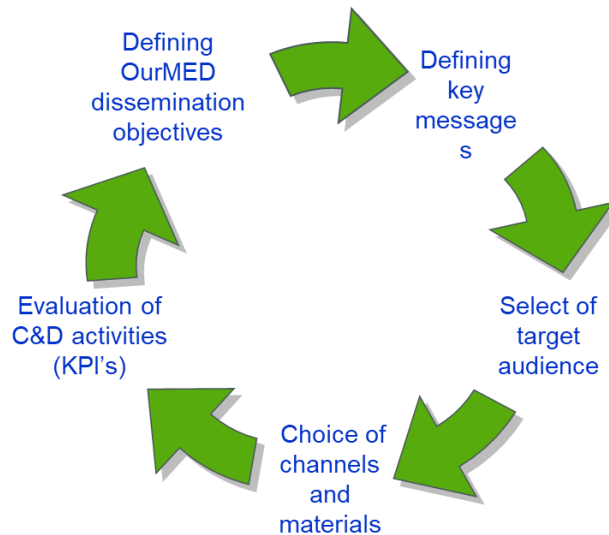 Defining
OurMED
dissemination
objectives
Defining
key
message
s
Select of
target
audience
Choice of
channels
and
materials
Evaluation of
C&D activities
(KPI's)